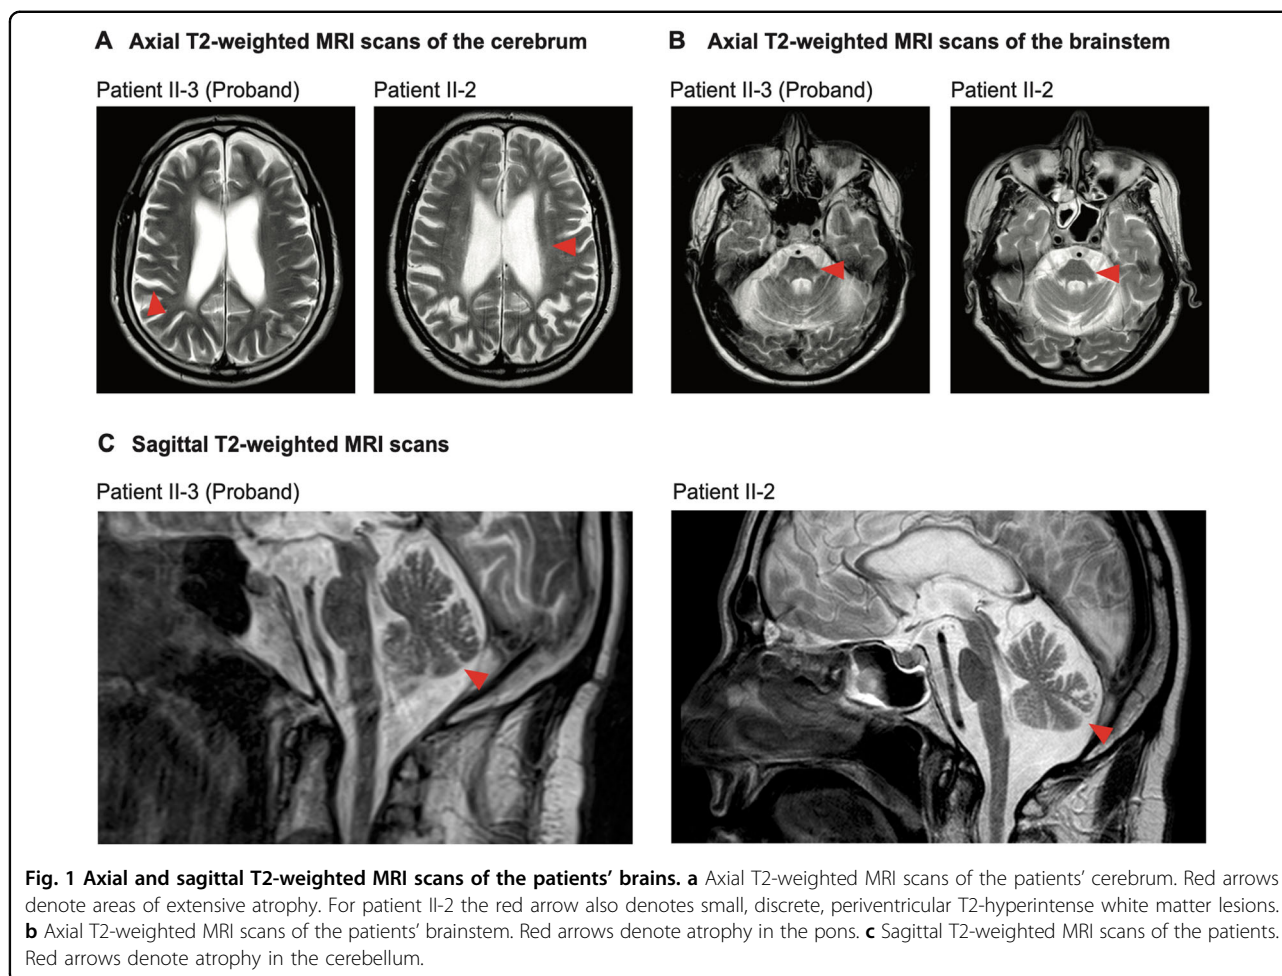 A Axial T2-weighted MRI scans of the cerebrum
B Axial T2-weighted MRI scans of the brainstem
Patient II-3 (Proband)
Patient II-2
Patient II-3 (Proband)
Patient II-2
C Sagittal T2-weighted MRI scans
Patient II-3 (Proband)
Patient II-2
Fig. 1 Axial and sagittal T2-weighted MRI scans of the patients’ brains. a Axial T2-weighted MRI scans of the patients’ cerebrum. Red arrows
denote areas of extensive atrophy. For patient II-2 the red arrow also denotes small, discrete, periventricular T2-hyperintense white matter lesions.
b Axial T2-weighted MRI scans of the patients’ brainstem. Red arrows denote atrophy in the pons. c Sagittal T2-weighted MRI scans of the patients.
Red arrows denote atrophy in the cerebellum.